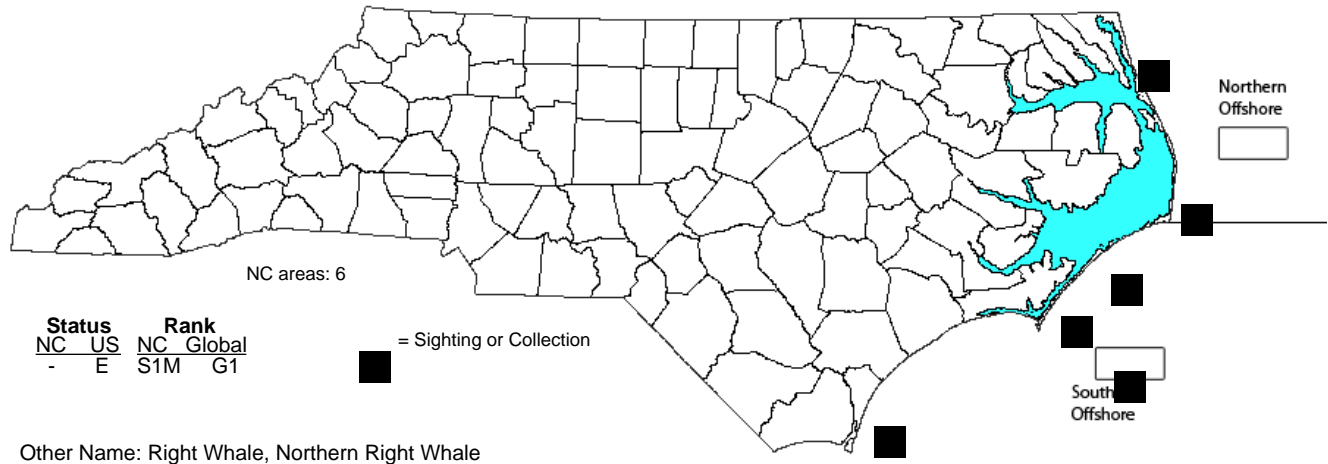 Northern
Offshore
NC areas: 6
Status Rank
NC US NC Global
- E S1M G1
= Sighting or Collection
Offshore
Other Name: Right Whale, Northern Right Whale